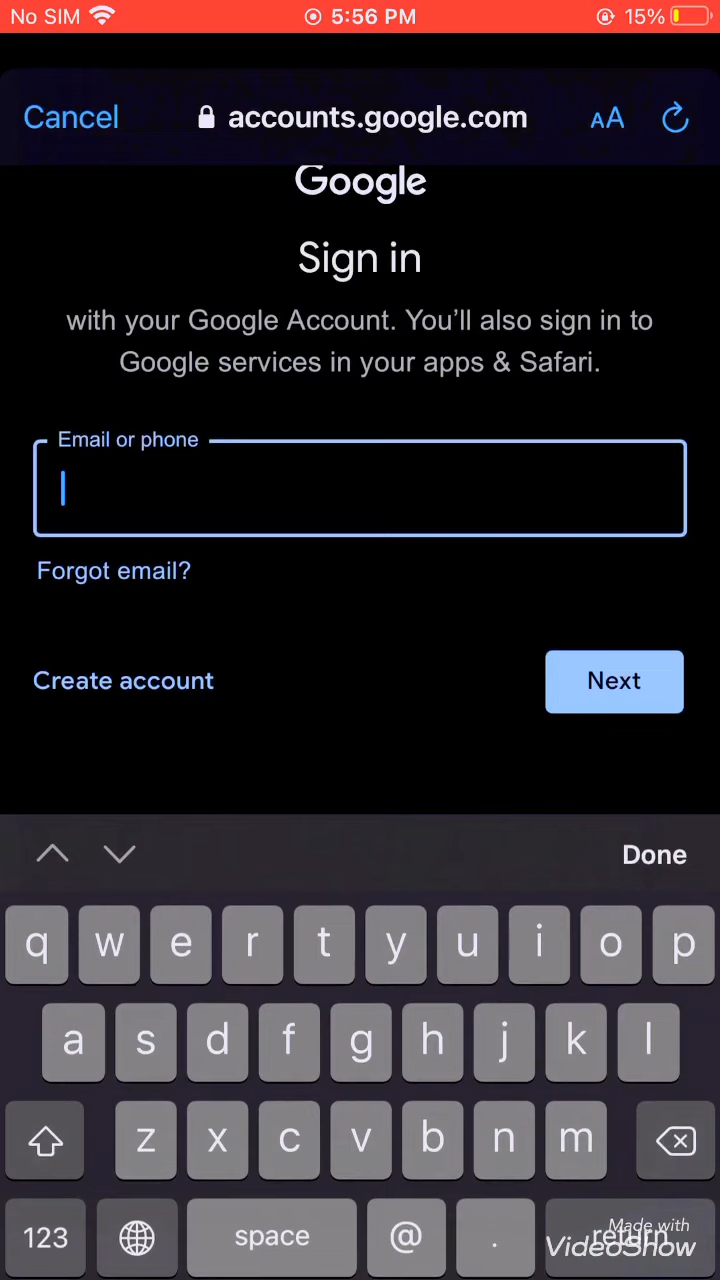 No SIM 5:56 PM 15%
Cancel accounts.google.com AA
Google
Sign in
with your Google Account. You’ll also sign in to
Google services in your apps & Safari.
Email or phone
Forgot email?
Create account Next
Done
q w e r t y u i o p
a s d f g h j k l
z x c v b n m
123 space @ . return
Made with
VideoShow